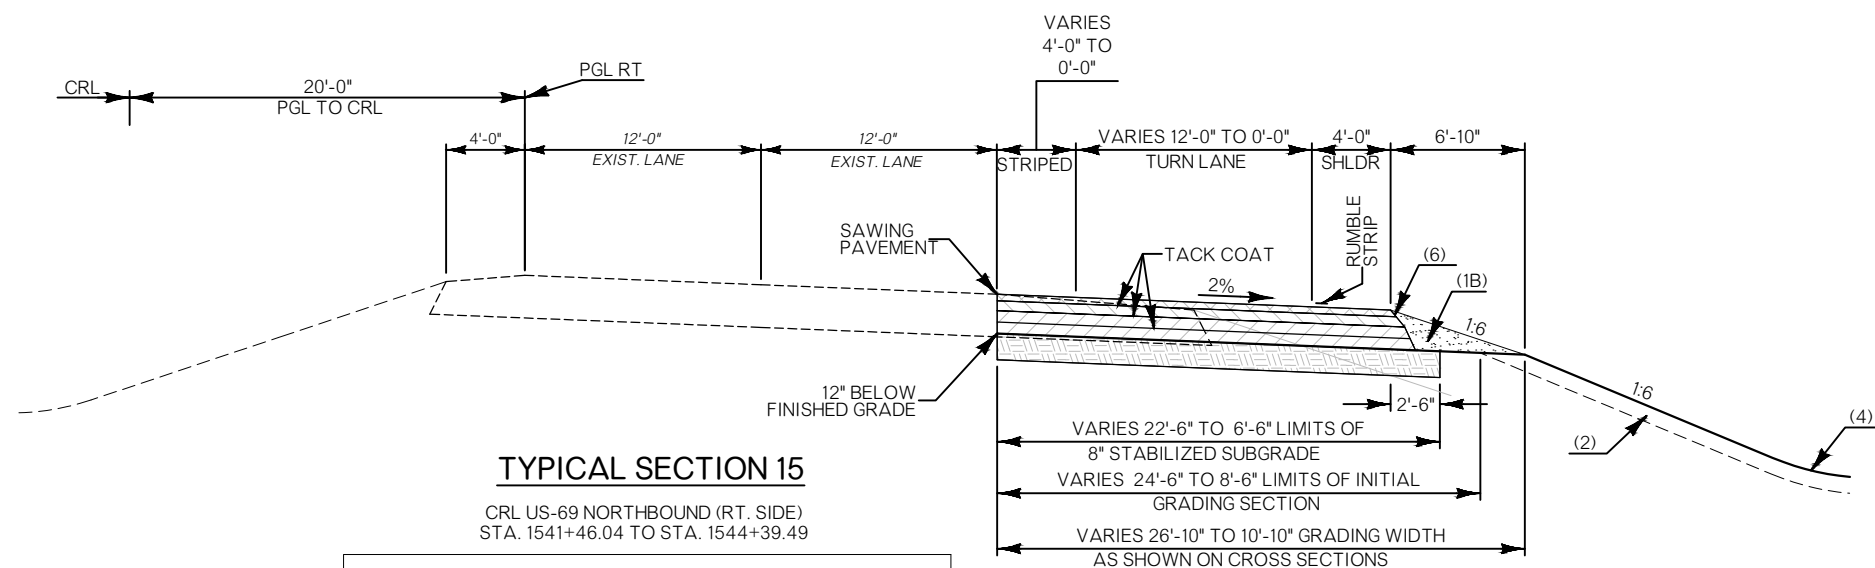 VARIES
4'-0" TO
0'-0"
CRL
20'-0"
PGL TO CRL
PGL RT
4'-0"
12'-0"
EXIST. LANE
12'-0"
EXIST. LANE
STRIPED
VARIES 12'-0" TO 0'-0"
TURN LANE
4'-0"
SHLDR
6'-10"
SAWING
PAVEMENT
TACK COAT
2%
RUMBLE
STRIP
(6)
(1B)
1:6
12" BELOW
FINISHED GRADE
2'-6"
1:6
(2)
(4)
VARIES 22'-6" TO 6'-6" LIMITS OF
8" STABILIZED SUBGRADE
VARIES 24'-6" TO 8'-6" LIMITS OF INITIAL
GRADING SECTION
VARIES 26'-10" TO 10'-10" GRADING WIDTH
AS SHOWN ON CROSS SECTIONS
TYPICAL SECTION 15
CRL US-69 NORTHBOUND (RT. SIDE)
STA. 1541+46.04 TO STA. 1544+39.49